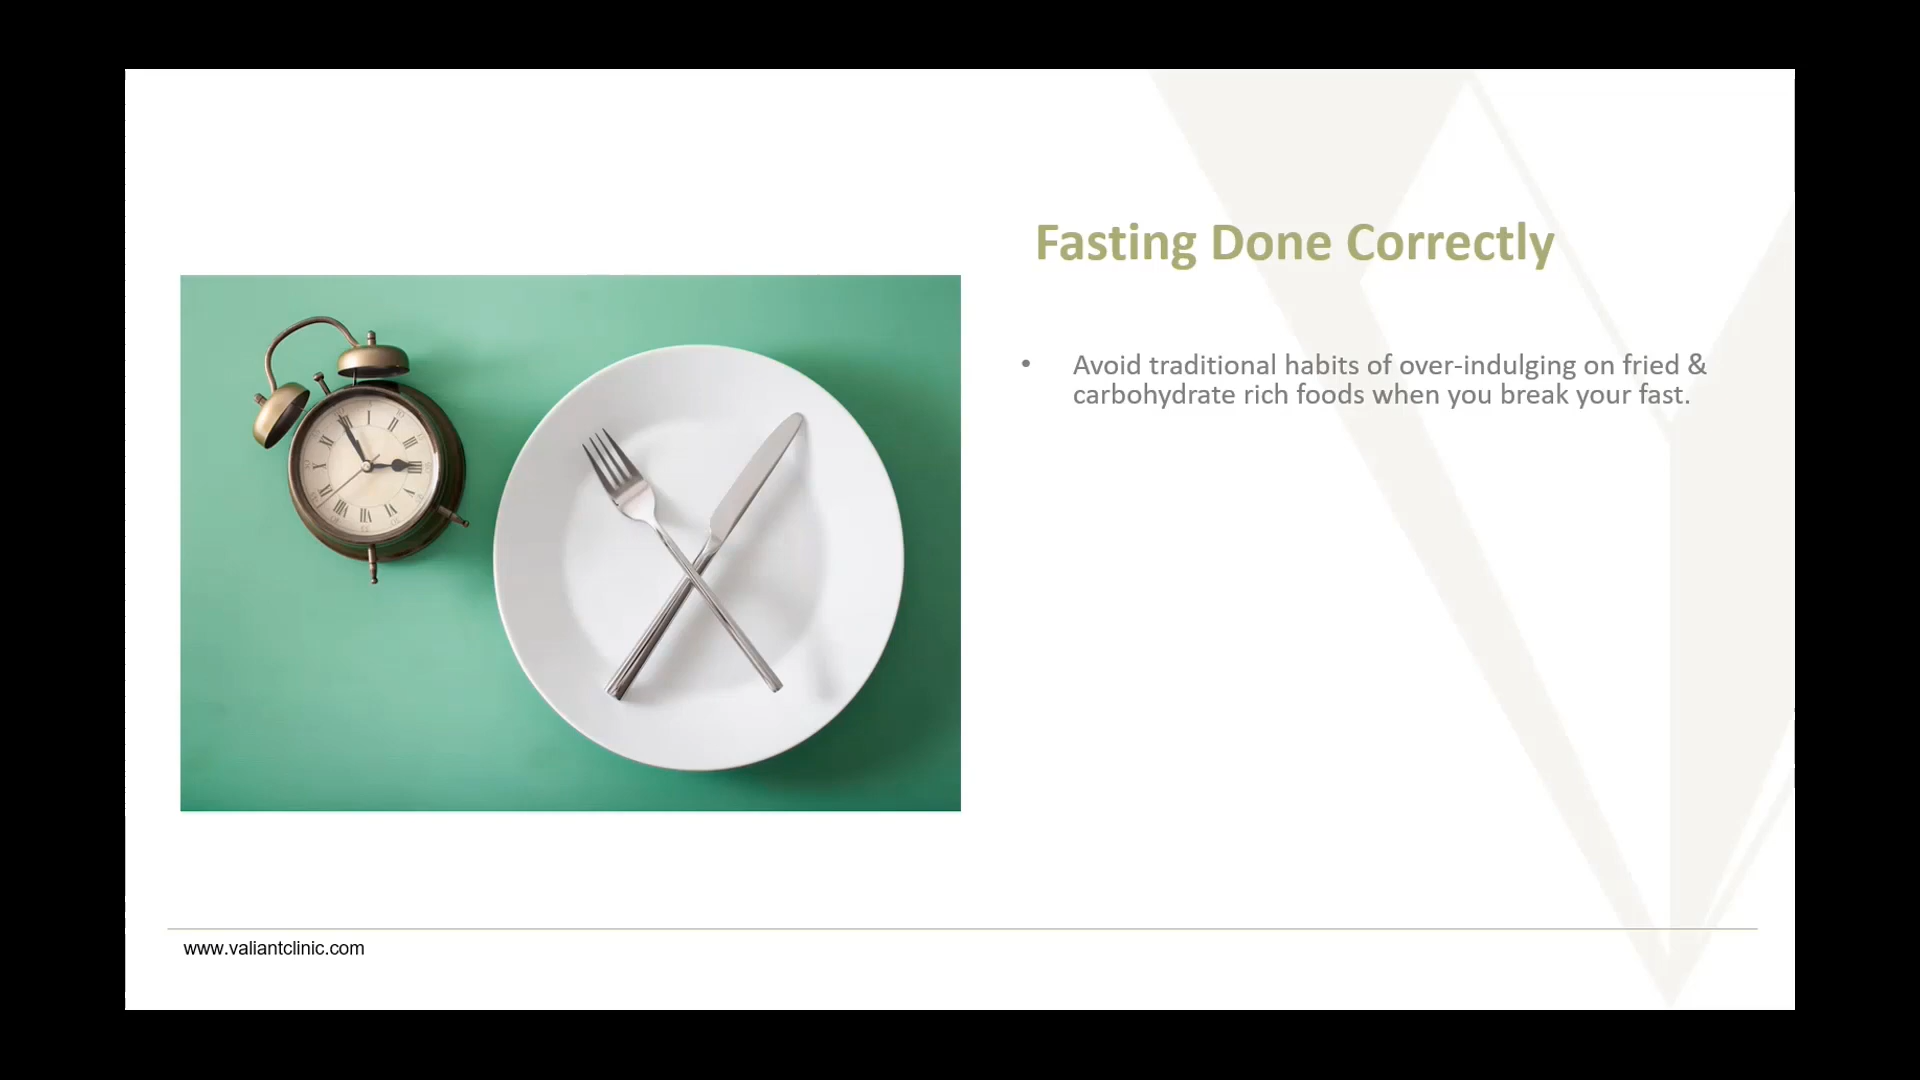 Fasting Done Correctly
• Avoid traditional habits of over-indulging on fried &
carbohydrate rich foods when you break your fast.
www.valiantclinic.com